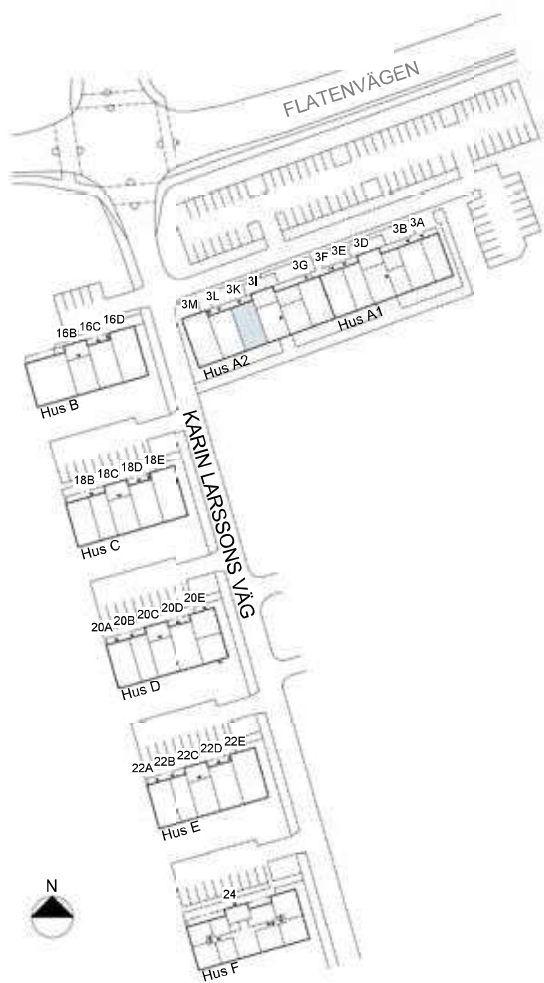 FLATENVÄGEN
3A
3B
3D
3E
3F
3G
3I
3K
3L
3M
Hus A1
Hus A2
16B 16C 16D
Hus B
KARIN LARSSONS VÄG
18B 18C 18D 18E
Hus C
20A 20B 20C 20D 20E
Hus D
22A 22B 22C 22D 22E
Hus E
24
Hus F
N